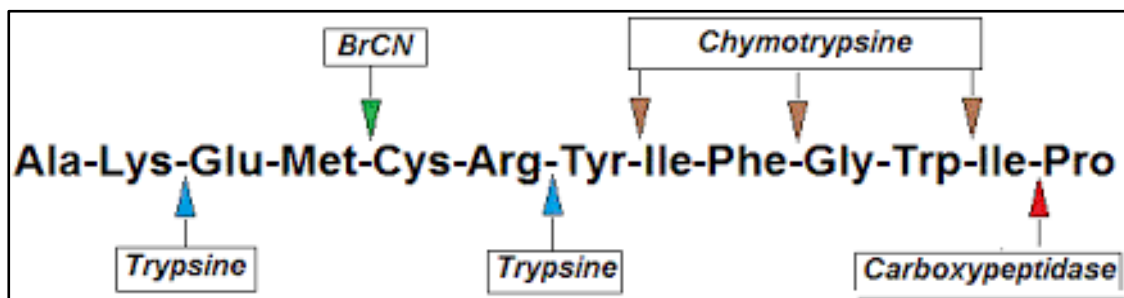 BrCN Chymotrypsine
Ala-Lys-Glu-Met-Cys-Arg-Tyr-Ile-Phe-Gly-Trp-Ile-Pro
Trypsine Trypsine Carboxypeptidase